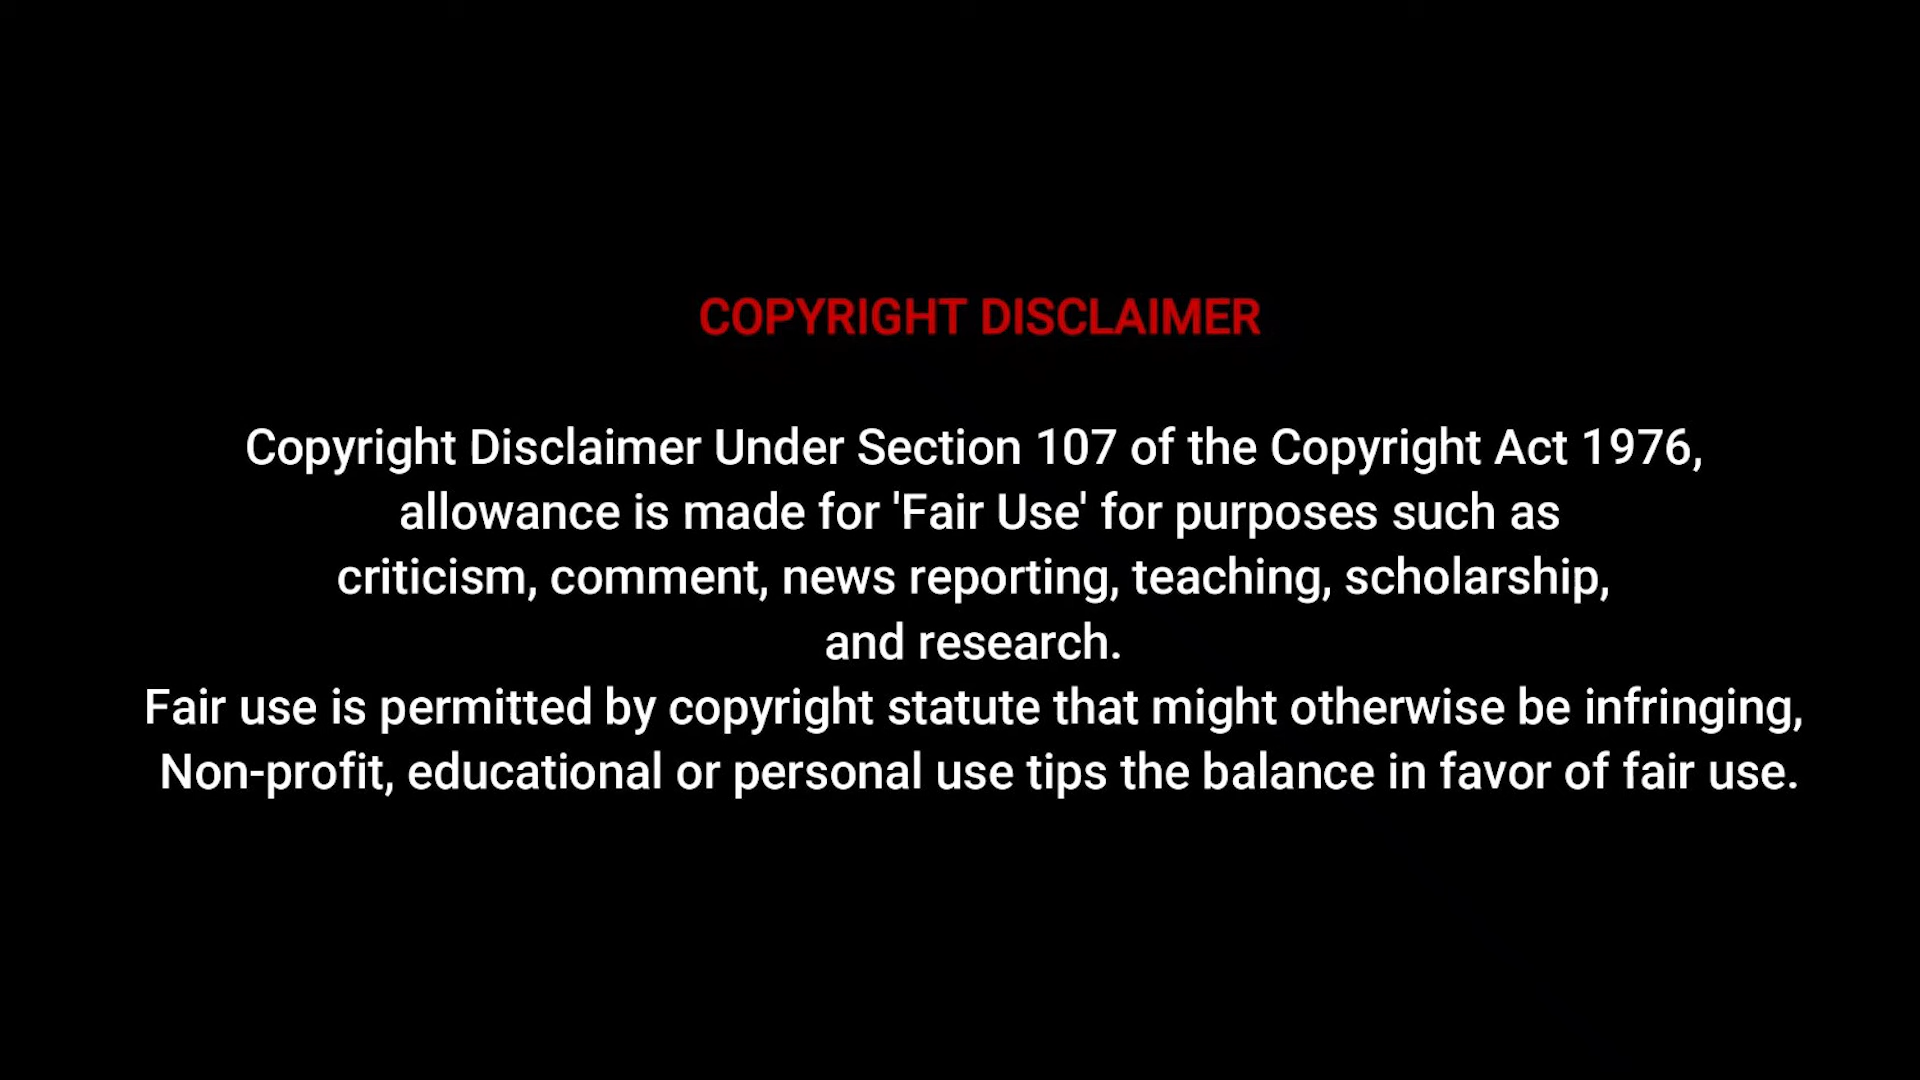 COPYRIGHT DISCLAIMER
Copyright Disclaimer Under Section 107 of the Copyright Act 1976,
allowance is made for 'Fair Use' for purposes such as
criticism, comment, news reporting, teaching, scholarship,
and research.
Fair use is permitted by copyright statute that might otherwise be infringing,
Non-profit, educational or personal use tips the balance in favor of fair use.